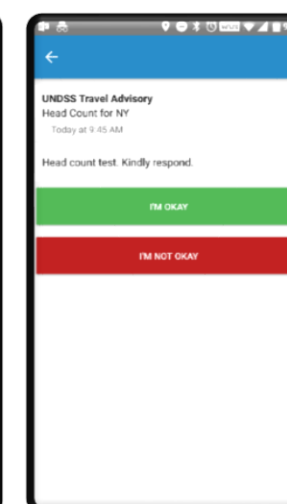 UNDSS Travel Advisory
Head Count for NY
Today at 9:45 AM
Head count test. Kindly respond.
I'M OKAY
I'M NOT OKAY